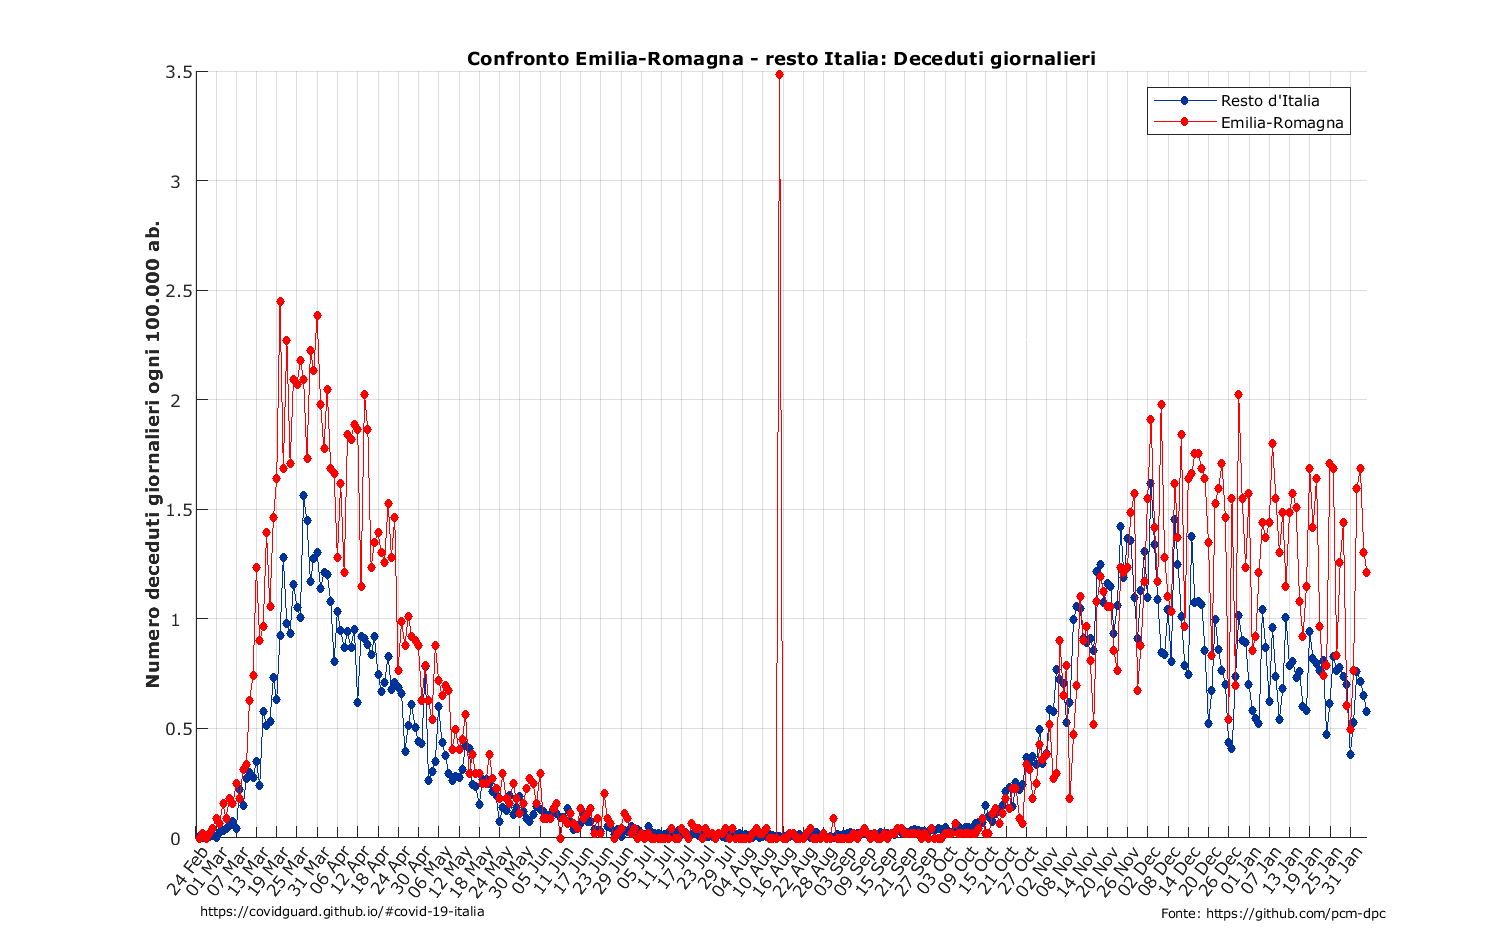 Confronto Emilia-Romagna - resto Italia: Deceduti giornalieri
Resto d'Italia
Emilia-Romagna
Numero deceduti giornalieri ogni 100.000 ab.
3.5
3
2.5
2
1.5
1
0.5
0
24 Feb
01 Mar
07 Mar
13 Mar
19 Mar
25 Mar
31 Mar
06 Apr
12 Apr
18 Apr
24 Apr
30 Apr
06 May
12 May
18 May
24 May
30 May
05 Jun
11 Jun
17 Jun
23 Jun
29 Jun
05 Jul
11 Jul
17 Jul
23 Jul
29 Jul
04 Aug
10 Aug
16 Aug
22 Aug
28 Aug
03 Sep
09 Sep
15 Sep
21 Sep
27 Sep
03 Oct
09 Oct
15 Oct
21 Oct
27 Oct
02 Nov
08 Nov
14 Nov
20 Nov
26 Nov
02 Dec
08 Dec
14 Dec
20 Dec
26 Dec
01 Jan
07 Jan
13 Jan
19 Jan
25 Jan
31 Jan
https://covidguard.github.io/#covid-19-italia
Fonte: https://github.com/pcm-dpc